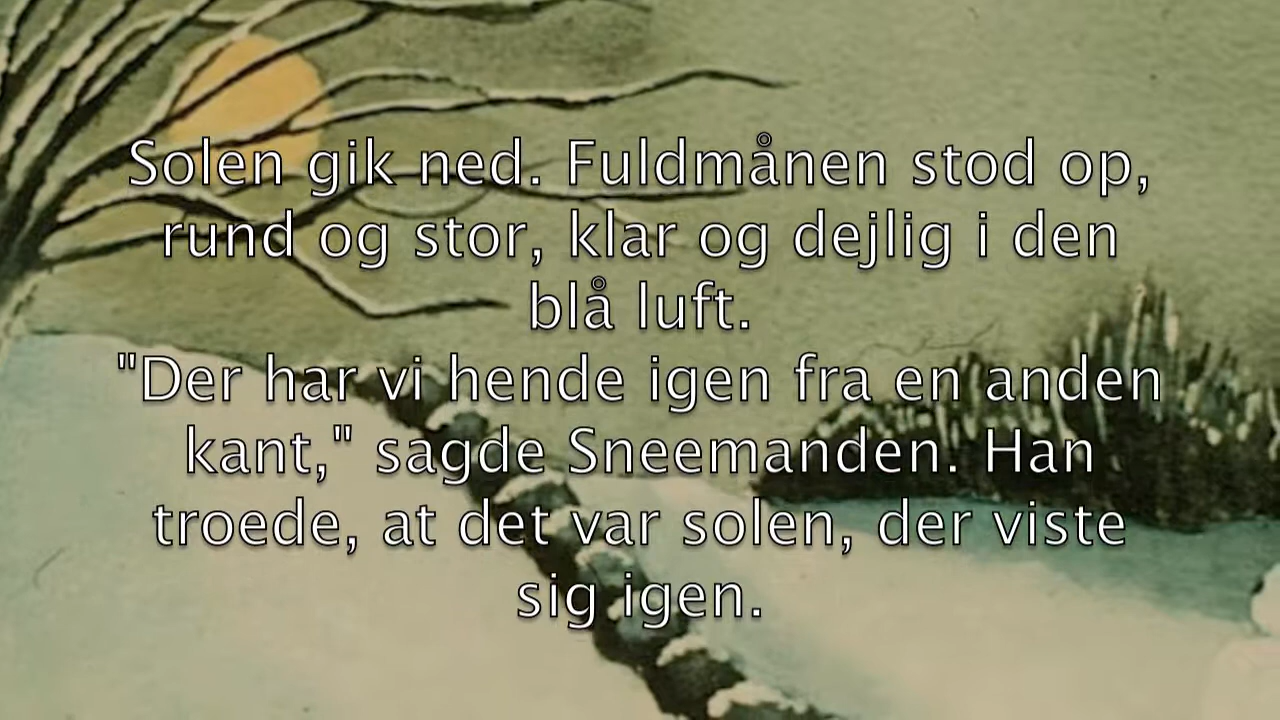 Solen gik ned. Fuldmånen stod op,
rund og stor, klar og dejlig i den
blå luft.
"Der har vi hende igen fra en anden
kant," sagde Sneemanden. Han
troede, at det var solen, der viste
sig igen.